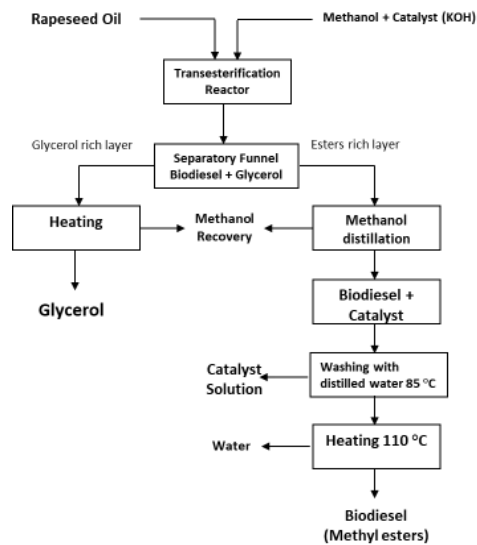 Rapeseed Oil
Methanol + Catalyst (KOH)
Transesterification
Reactor
Glycerol rich layer
Esters rich layer
Separatory Funnel
Biodiesel + Glycerol
Heating
Methanol
Recovery
Methanol
distillation
Glycerol
Biodiesel +
Catalyst
Catalyst
Solution
Washing with
distilled water 85 °C
Water
Heating 110 °C
Biodiesel
(Methyl esters)